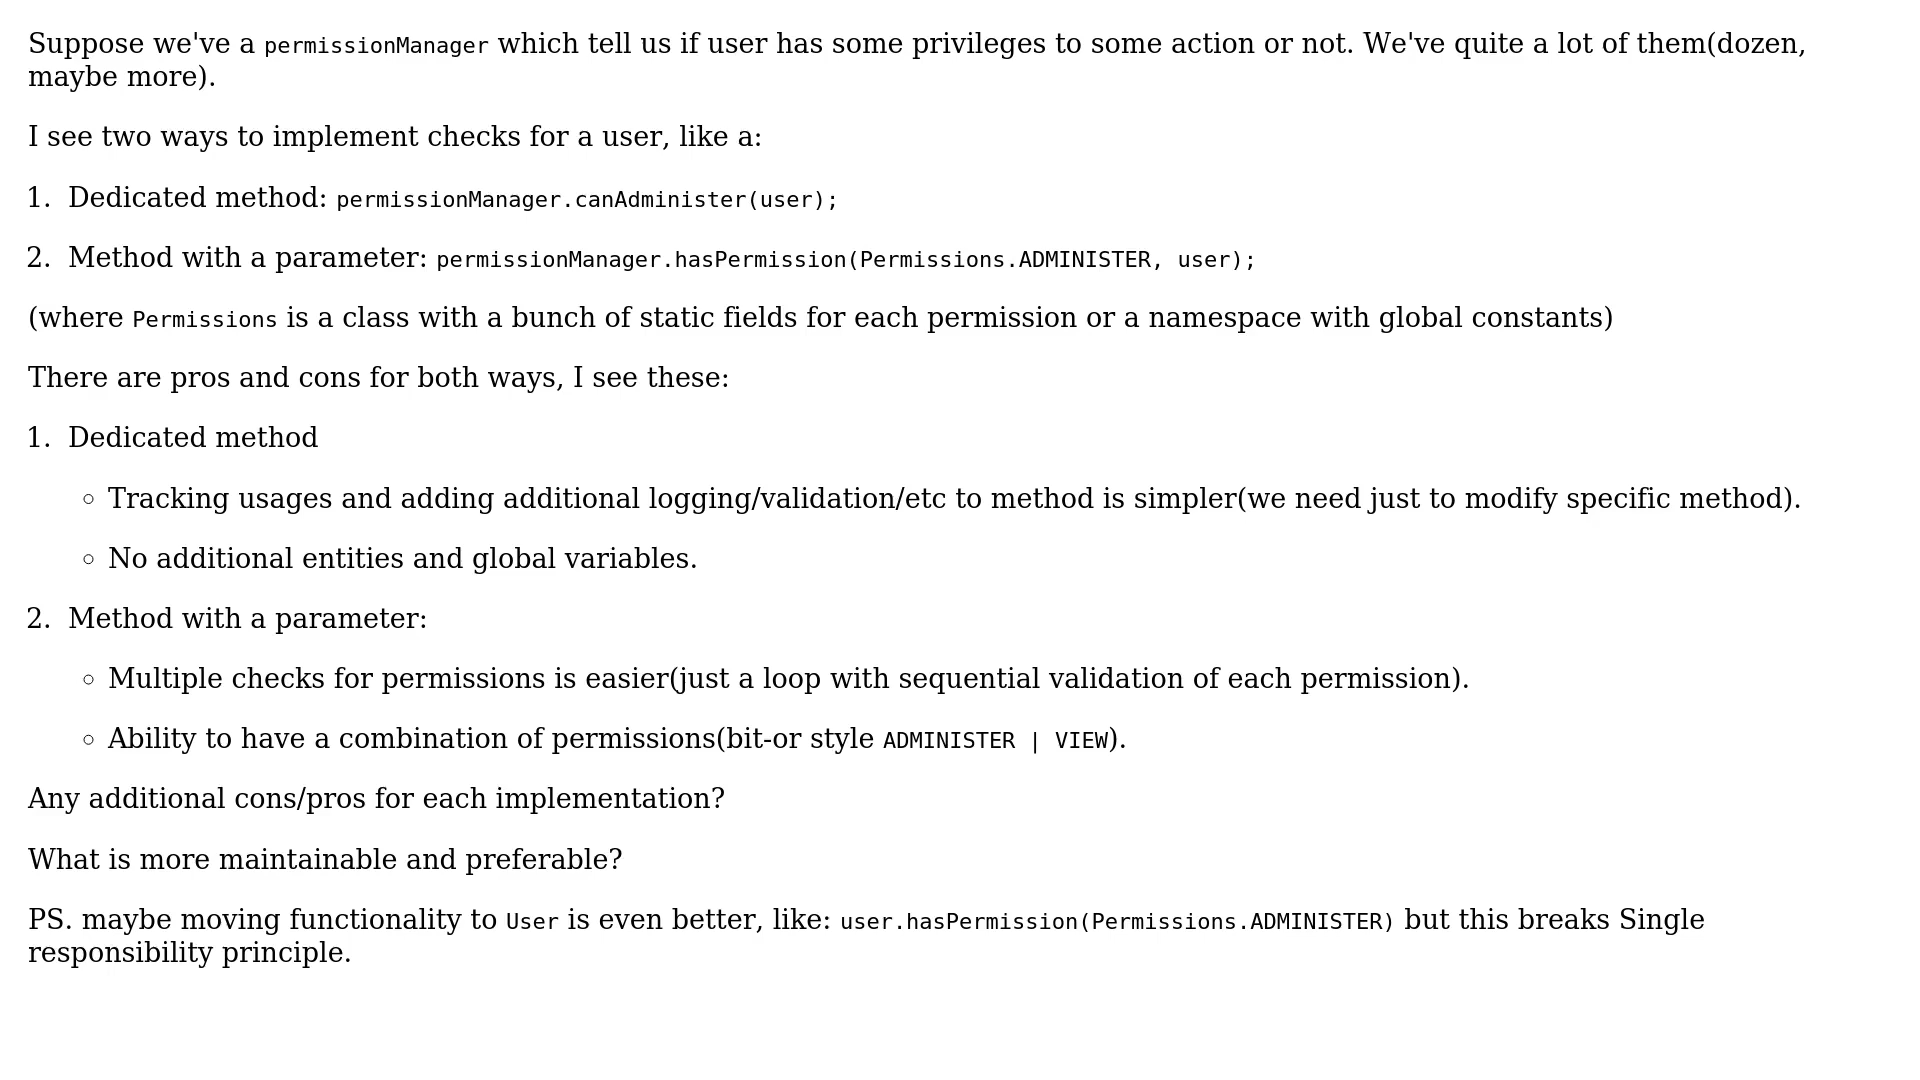 Suppose we've a permissionManager which tell us if user has some privileges to some action or not. We've quite a lot of them(dozen,
maybe more).
I see two ways to implement checks for a user, like a:
1. Dedicated method: permissionManager.canAdminister(user);
2. Method with a parameter: permissionManager.hasPermission(Permissions.ADMINISTER, user);
(where Permissions is a class with a bunch of static fields for each permission or a namespace with global constants)
There are pros and cons for both ways, I see these:
1. Dedicated method
◦ Tracking usages and adding additional logging/validation/etc to method is simpler(we need just to modify specific method).
◦ No additional entities and global variables.
2. Method with a parameter:
◦ Multiple checks for permissions is easier(just a loop with sequential validation of each permission).
◦ Ability to have a combination of permissions(bit-or style ADMINISTER | VIEW).
Any additional cons/pros for each implementation?
What is more maintainable and preferable?
PS. maybe moving functionality to User is even better, like: user.hasPermission(Permissions.ADMINISTER) but this breaks Single
responsibility principle.